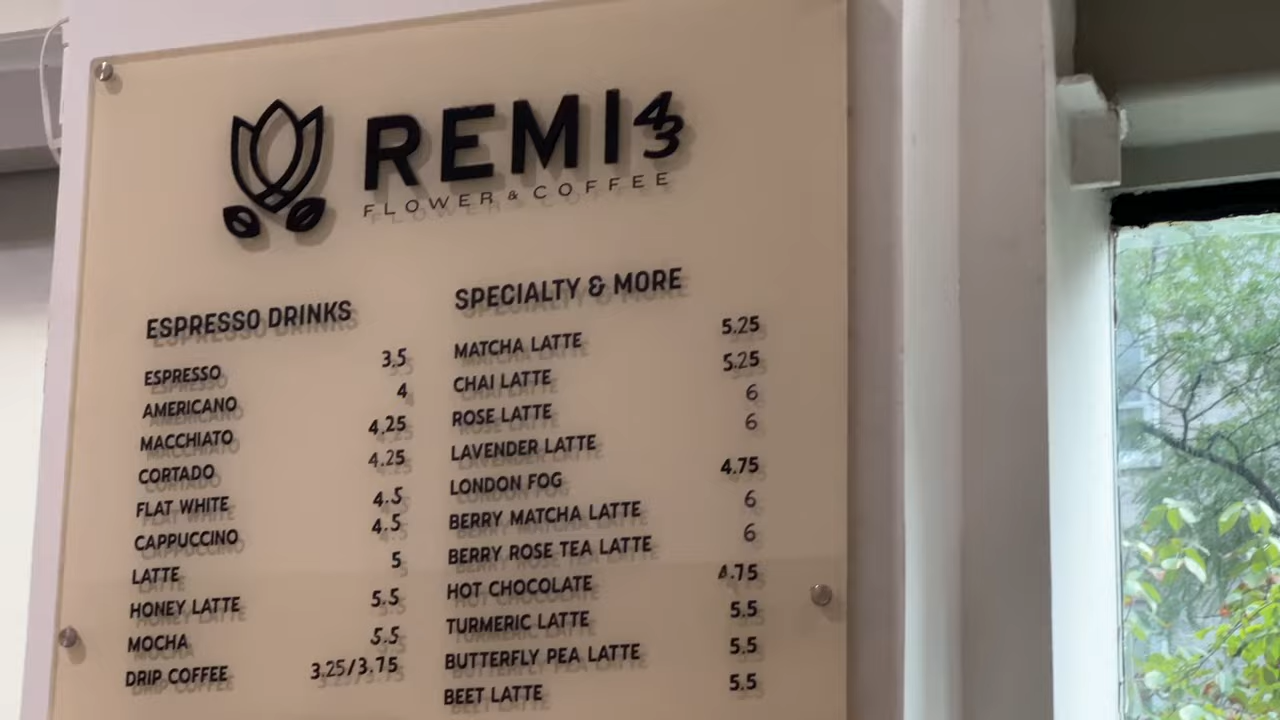 REMI43
FLOWER & COFFEE
ESPRESSO DRINKS
ESPRESSO 3.5
AMERICANO 4
MACCHIATO 4.25
CORTADO 4.25
FLAT WHITE 4.5
CAPPUCCINO 4.5
LATTE 5
HONEY LATTE 5.5
MOCHA 5.5
DRIP COFFEE 3.25/3.75
SPECIALTY & MORE
MATCHA LATTE 5.25
CHAI LATTE 5.25
ROSE LATTE 6
LAVENDER LATTE 6
LONDON FOG 4.75
BERRY MATCHA LATTE 6
BERRY ROSE TEA LATTE 6
HOT CHOCOLATE 4.75
TURMERIC LATTE 5.5
BUTTERFLY PEA LATTE 5.5
BEET LATTE 5.5